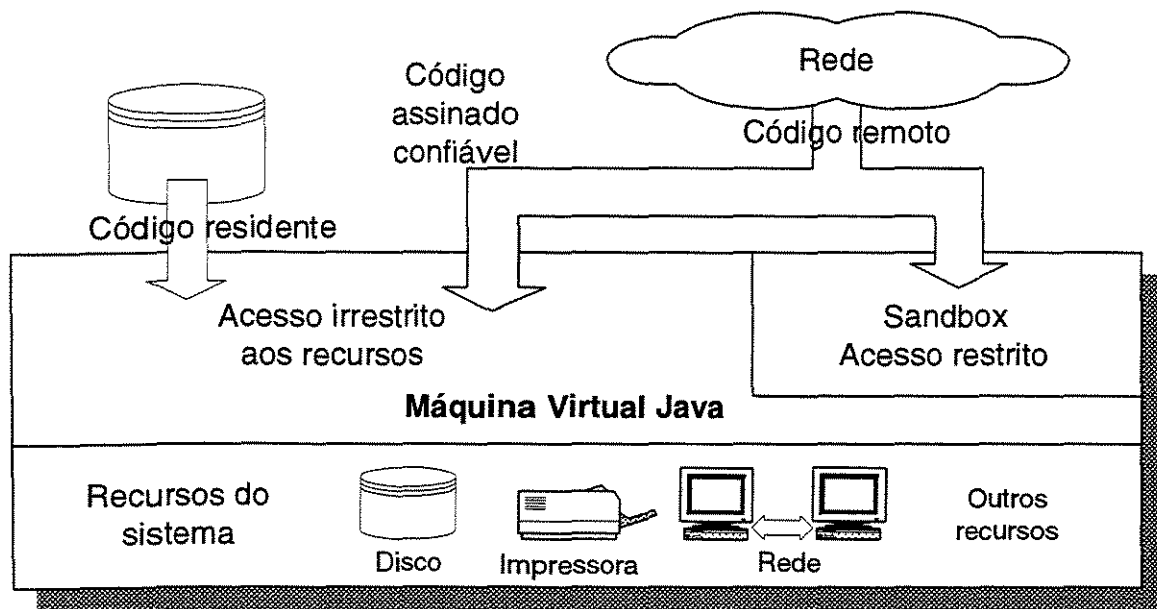 Rede
Código
assinado
confiável
Código remoto
Código residente
Acesso irrestrito
aos recursos
Sandbox
Acesso restrito
Máquina Virtual Java
Recursos do
sistema
Disco
Impressora
Rede
Outros
recursos